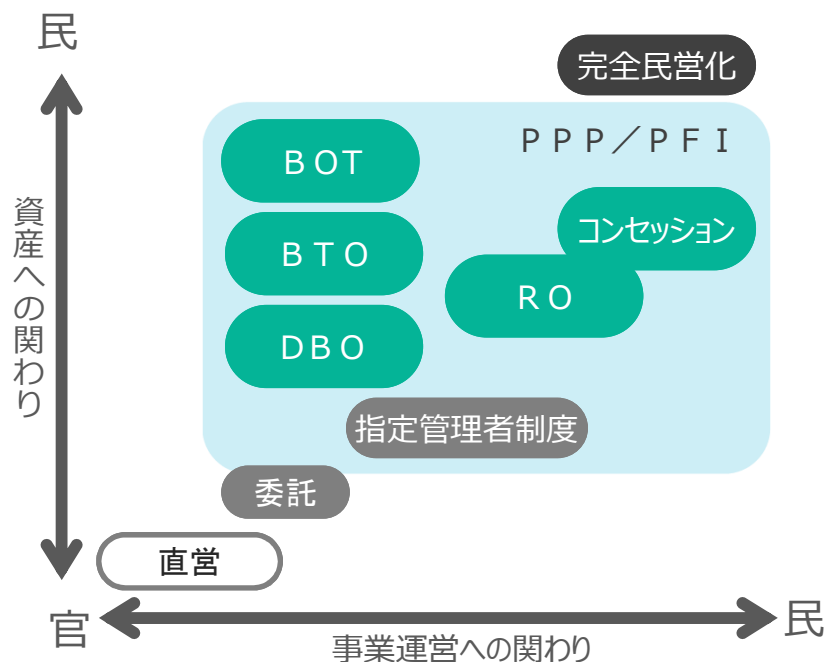 民
完全民営化
ＰＰＰ／ＰＦＩ
ＢＯＴ
コンセッション
ＢＴＯ
ＲＯ
ＤＢＯ
資産への関わり
指定管理者制度
委託
直営
官
民
事業運営への関わり